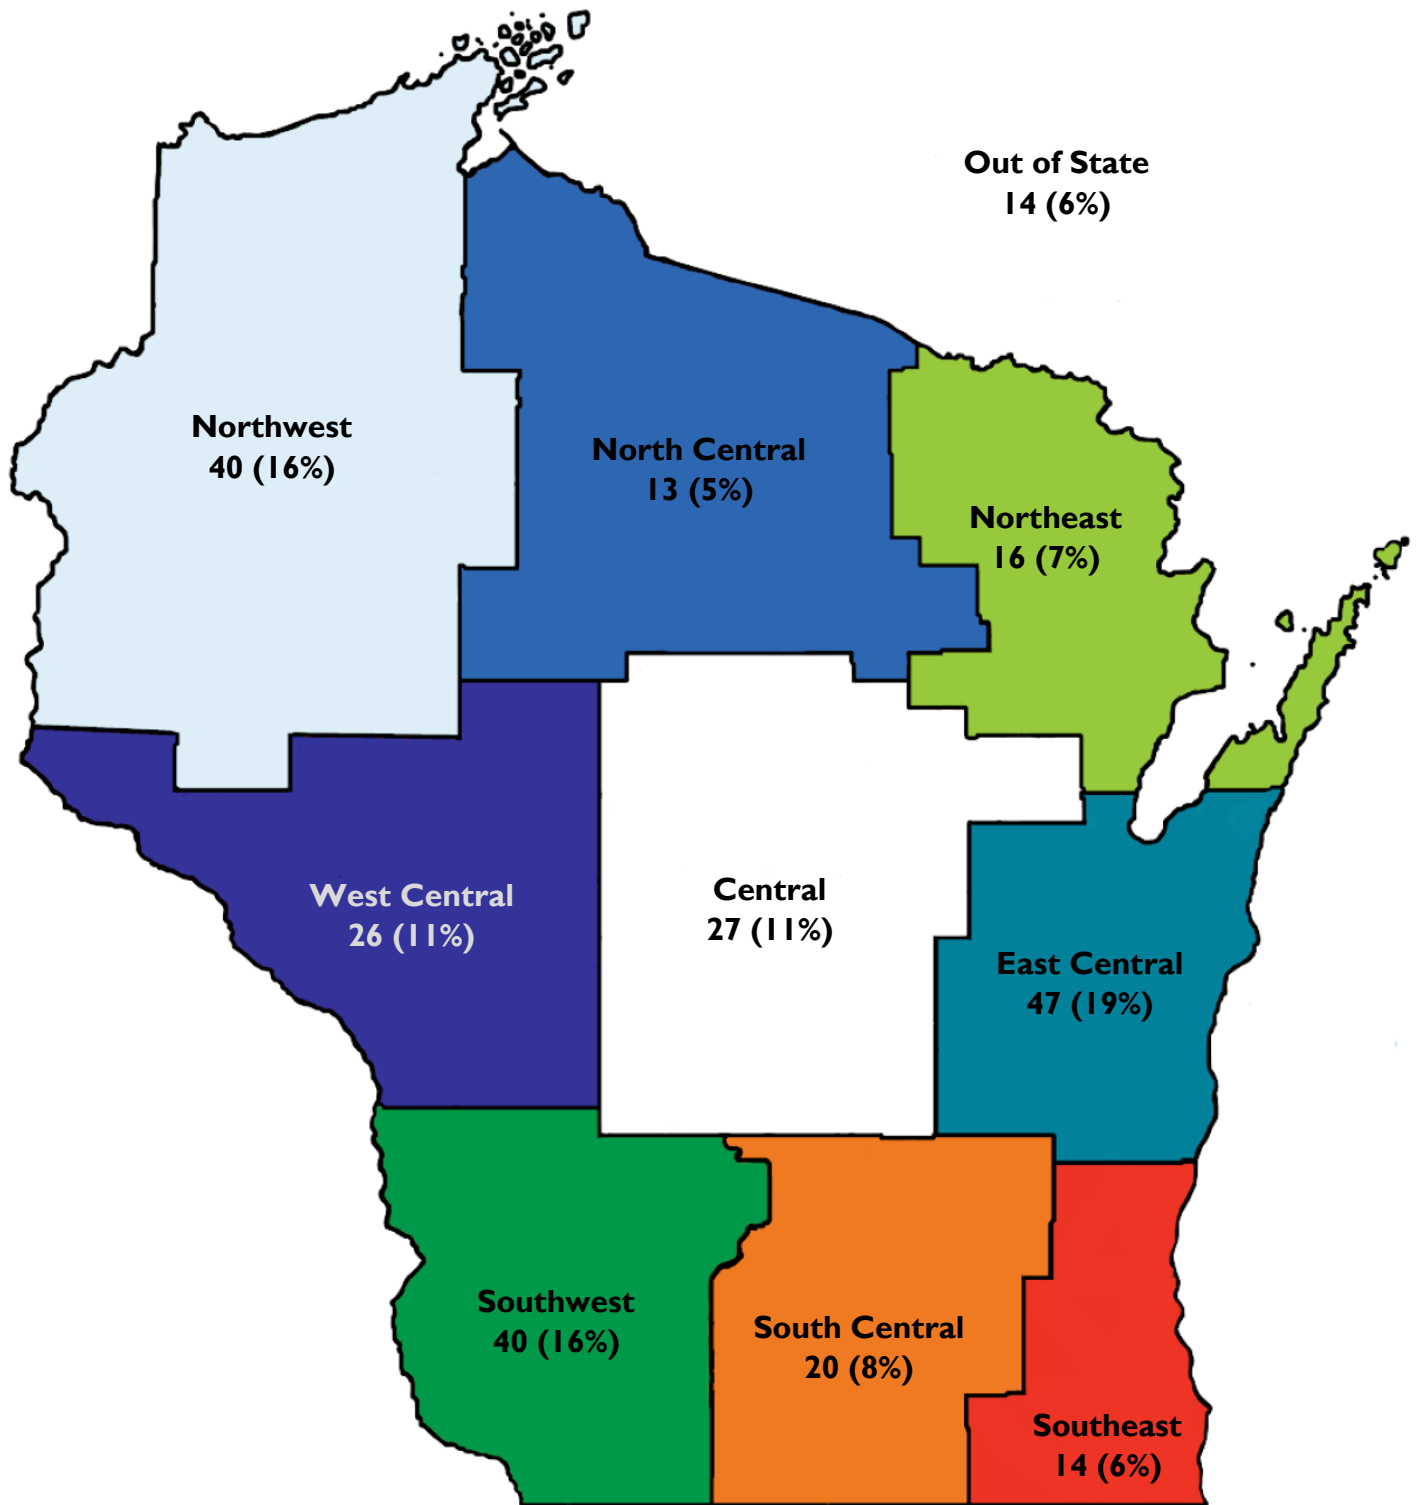 Out of State
14 (6%)
Northwest
40 (16%)
North Central
13 (5%)
Northeast
16 (7%)
West Central
26 (11%)
Central
27 (11%)
East Central
47 (19%)
Southwest
40 (16%)
South Central
20 (8%)
Southeast
14 (6%)